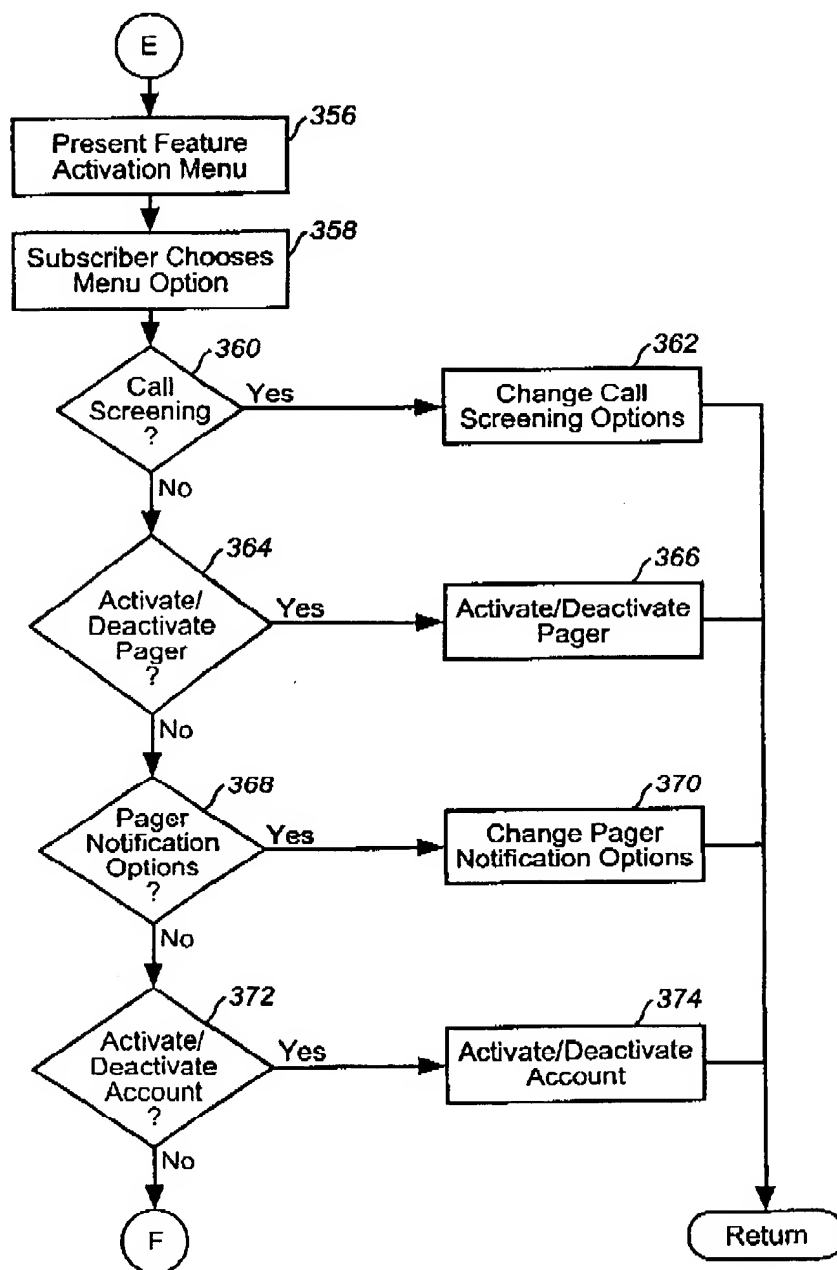 E
356
Present Feature
Activation Menu
358
Subscriber Chooses
Menu Option
360
Call
Screening
?
Yes
362
Change Call
Screening Options
No
364
Activate/
Deactivate
Pager
?
Yes
366
Activate/Deactivate
Pager
No
368
Pager
Notification
Options
?
Yes
370
Change Pager
Notification Options
No
372
Activate/
Deactivate
Account
?
Yes
374
Activate/Deactivate
Account
No
F
Return